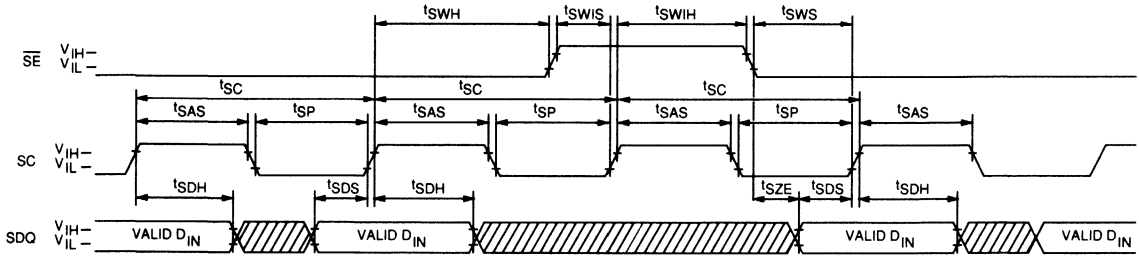 tSWH tSWIS tSWIH tSWS
SE VIH
VIL
tSC tSC tSC
tSAS tSP tSAS tSP tSAS tSP tSAS
SC VIH
VIL
tSDH tSDS tSDH tSZE tSDS tSDH
SDQ VIH
VIL
VALID DIN VALID DIN VALID DIN VALID DIN